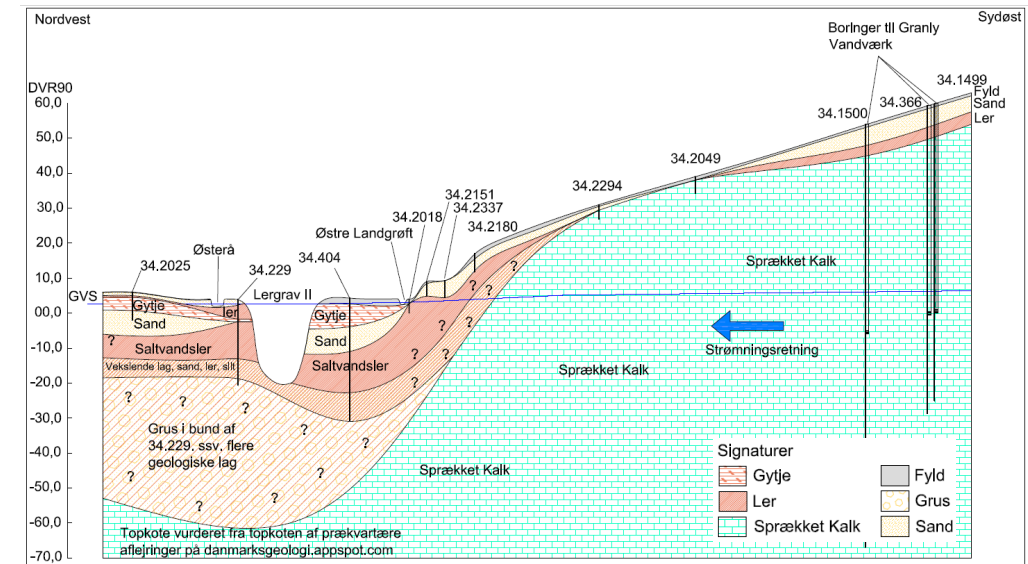 Nordvest
Sydøst
Boringer til Granly
Vandværk
34.1499
DVR90
60,0
50,0
40,0
30,0
20,0
10,0
GVS
00,0
-10,0
-20,0
-30,0
-40,0
-50,0
-60,0
-70,0
34.366
34.1500
Fyld
Sand
Ler
34.2049
34.2294
34.2151
34.2337
34.2018
34.2180
Østre Landgrøft
Østerå
34.404
34.2025
34.229
Lergrav II
Gytje
ler
Gytje
Sand
Sand
? Saltvandsler
Saltvandsler
Vekslende lag, sand, ler, silt
Sprækket Kalk
Strømningsretning
Sprækket Kalk
Sprækket Kalk
? ? ? ? ? ? ? ? ? ? ? ? ? ? ? ? ?
Grus i bund af
34.229, ssv. flere
geologiske lag
Topkote vurderet fra topkoten af prækvartære
aflejringer på danmarksgeologi.appspot.com
Signaturer
Gytje
Fyld
Ler
Grus
Sprækket Kalk
Sand